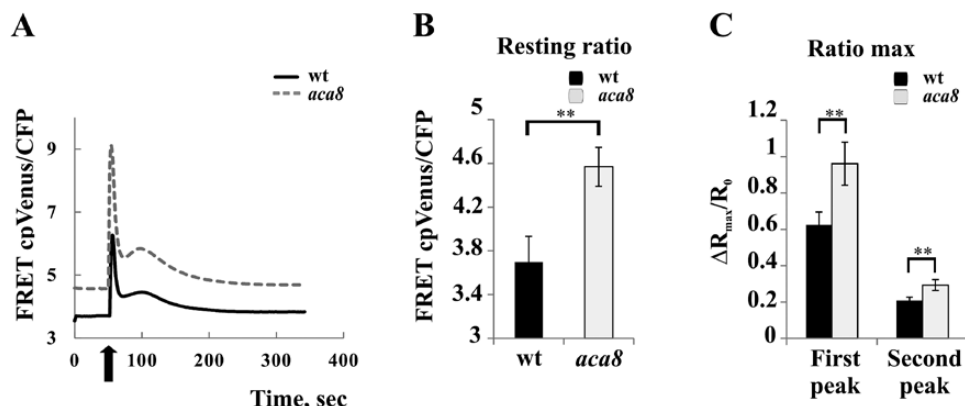 A
wt
aca8
FRET cpVenus/CFP
9
7
5
3
0
100
200
300
400
Time, sec
B
Resting ratio
wt
aca8
FRET cpVenus/CFP
5
4.6
4.2
3.8
3.4
3
**
wt
aca8
C
Ratio max
wt
aca8
ΔRmax/R0
1.2
1
0.8
0.6
0.4
0.2
0
**
**
First
peak
Second
peak